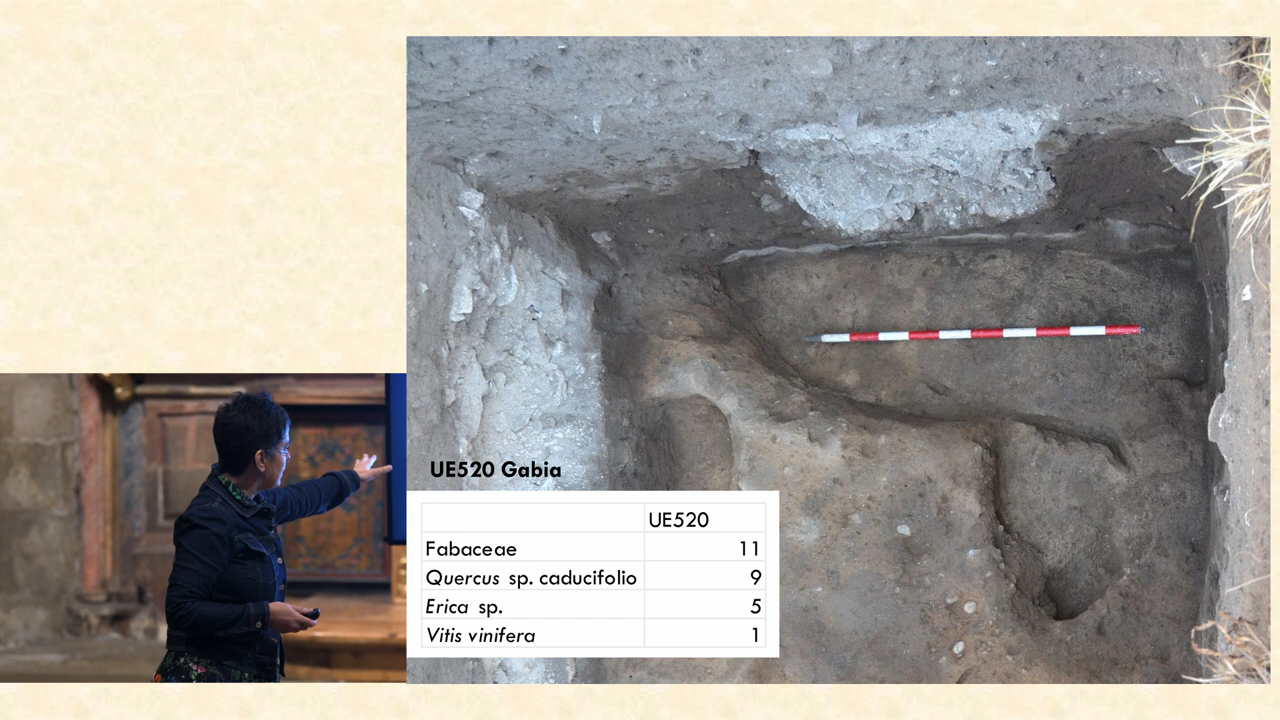 UE520 Gabia
UE520
Fabaceae 11
Quercus sp. caducifolio 9
Erica sp. 5
Vitis vinifera 1